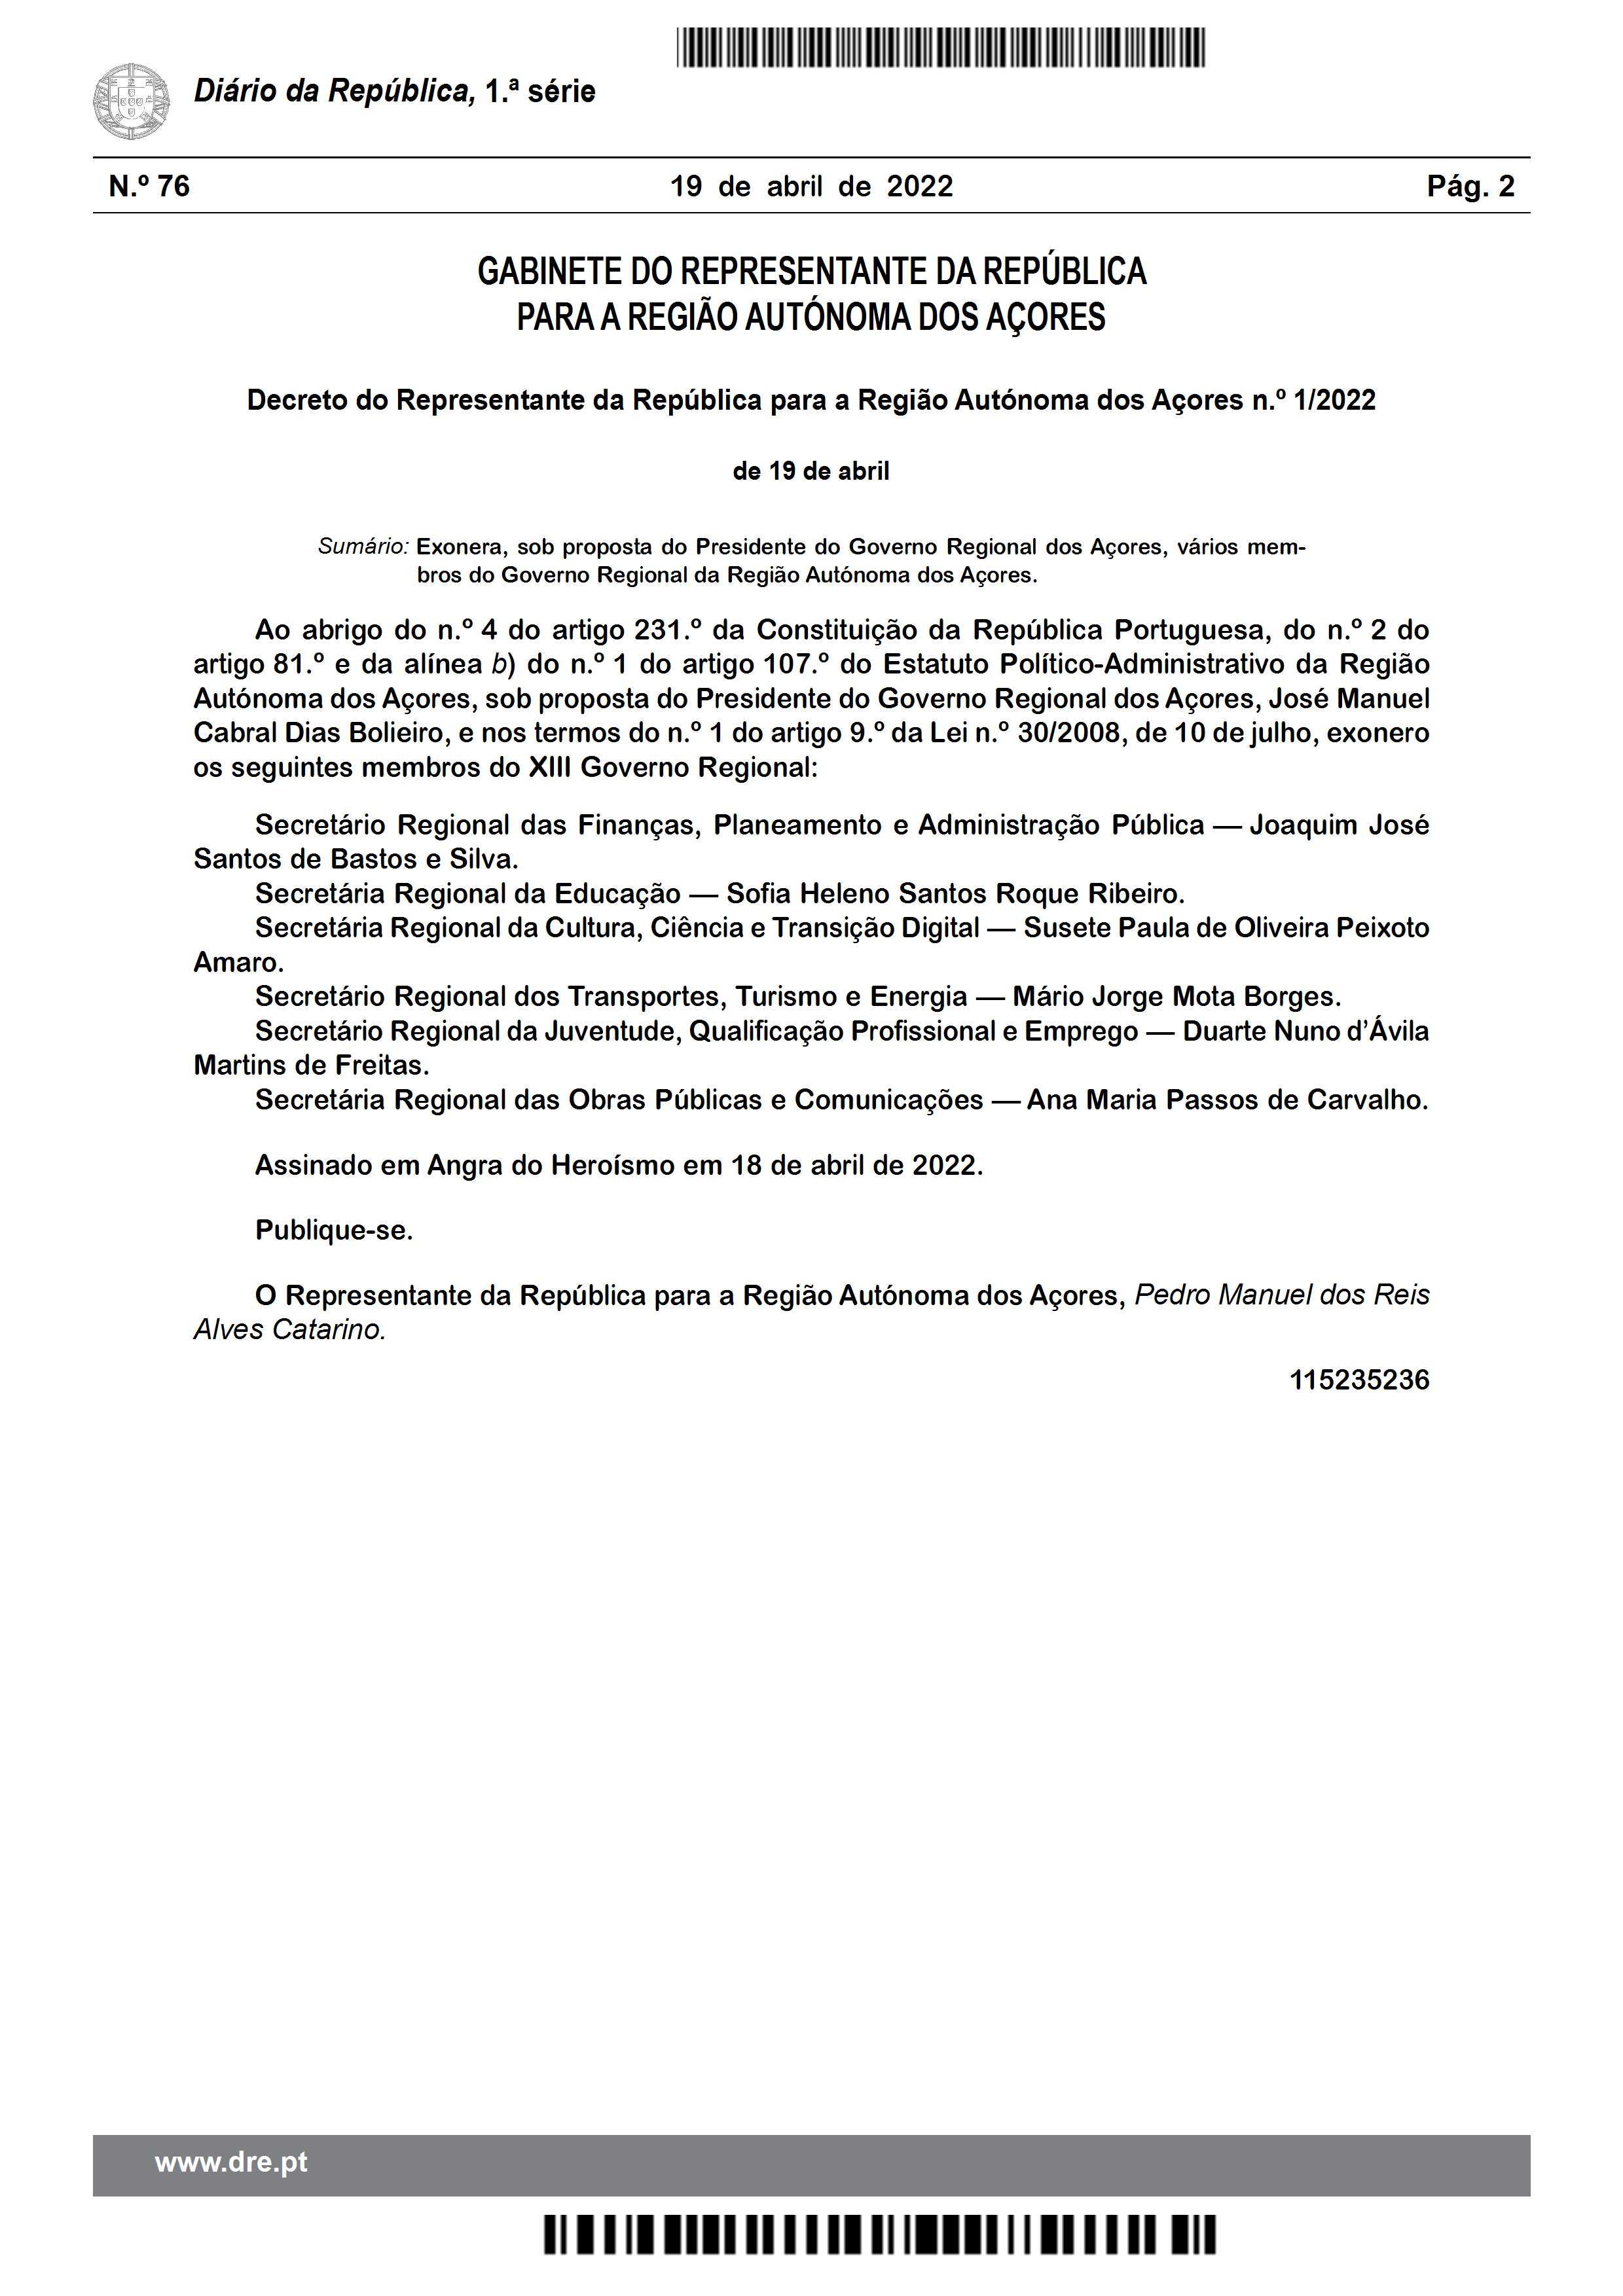 Diário da República, 1.ª série
N.º 76 19 de abril de 2022 Pág. 2
GABINETE DO REPRESENTANTE DA REPÚBLICA
PARA A REGIÃO AUTÓNOMA DOS AÇORES
Decreto do Representante da República para a Região Autónoma dos Açores n.º 1/2022
de 19 de abril
Sumário: Exonera, sob proposta do Presidente do Governo Regional dos Açores, vários mem-
bros do Governo Regional da Região Autónoma dos Açores.
Ao abrigo do n.º 4 do artigo 231.º da Constituição da República Portuguesa, do n.º 2 do
artigo 81.º e da alínea b) do n.º 1 do artigo 107.º do Estatuto Político-Administrativo da Região
Autónoma dos Açores, sob proposta do Presidente do Governo Regional dos Açores, José Manuel
Cabral Dias Bolieiro, e nos termos do n.º 1 do artigo 9.º da Lei n.º 30/2008, de 10 de julho, exonero
os seguintes membros do XIII Governo Regional:
Secretário Regional das Finanças, Planeamento e Administração Pública — Joaquim José
Santos de Bastos e Silva.
Secretária Regional da Educação — Sofia Heleno Santos Roque Ribeiro.
Secretária Regional da Cultura, Ciência e Transição Digital — Susete Paula de Oliveira Peixoto
Amaro.
Secretário Regional dos Transportes, Turismo e Energia — Mário Jorge Mota Borges.
Secretário Regional da Juventude, Qualificação Profissional e Emprego — Duarte Nuno d’Ávila
Martins de Freitas.
Secretária Regional das Obras Públicas e Comunicações — Ana Maria Passos de Carvalho.
Assinado em Angra do Heroísmo em 18 de abril de 2022.
Publique-se.
O Representante da República para a Região Autónoma dos Açores, Pedro Manuel dos Reis
Alves Catarino.
115235236
www.dre.pt